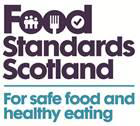 Food
Standards
Scotland
For safe food and
healthy eating